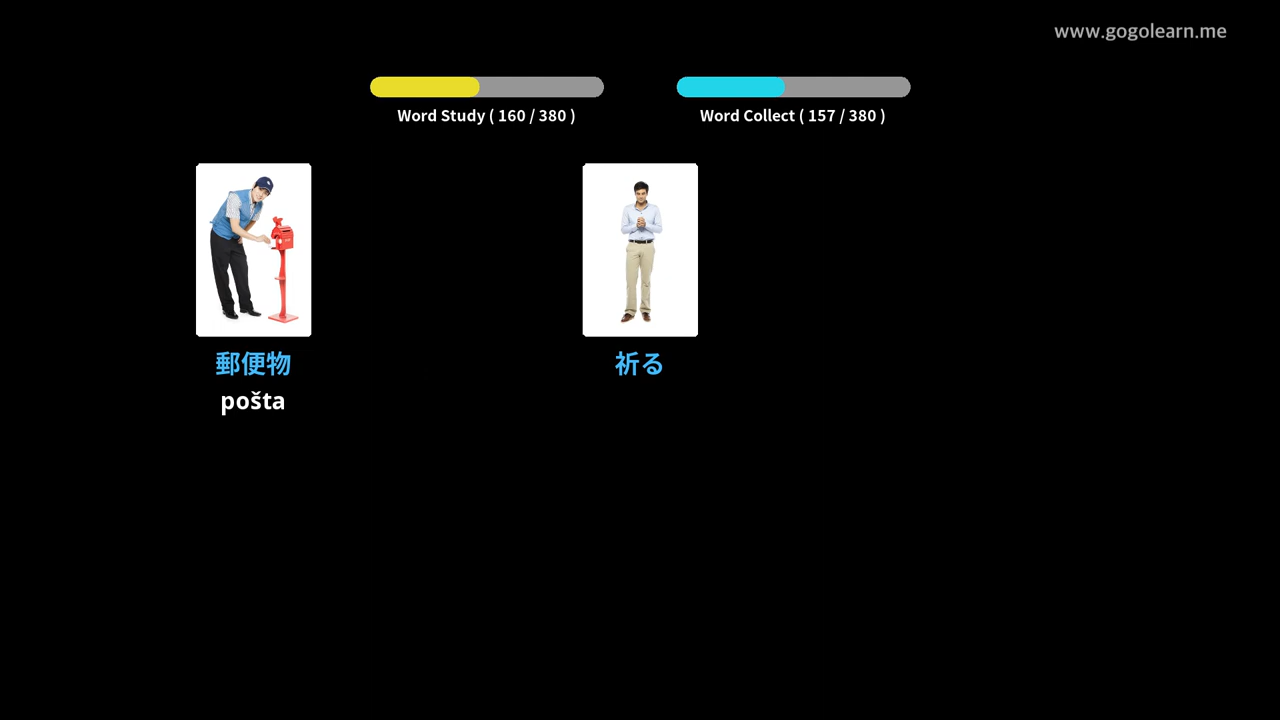 www.gogolearn.me
Word Study ( 160 / 380 )
Word Collect ( 157 / 380 )
郵便物
祈る
pošta